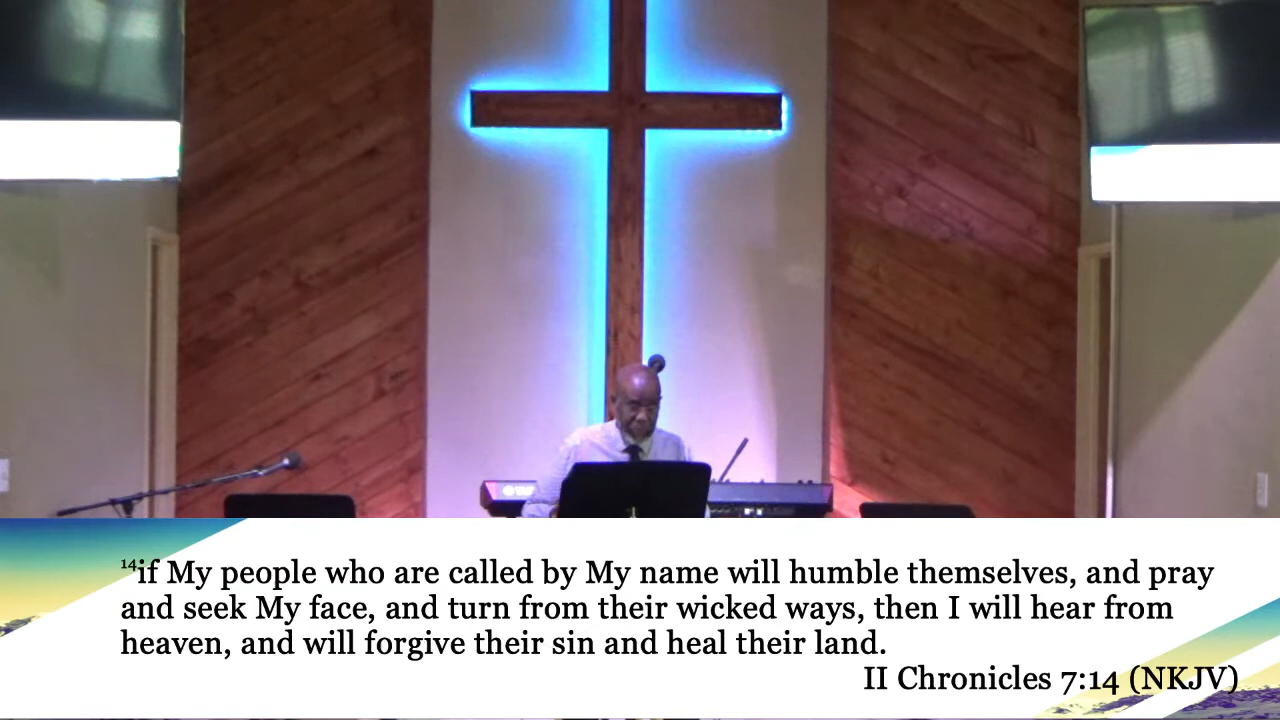 ¹⁴if My people who are called by My name will humble themselves, and pray
and seek My face, and turn from their wicked ways, then I will hear from
heaven, and will forgive their sin and heal their land.
II Chronicles 7:14 (NKJV)